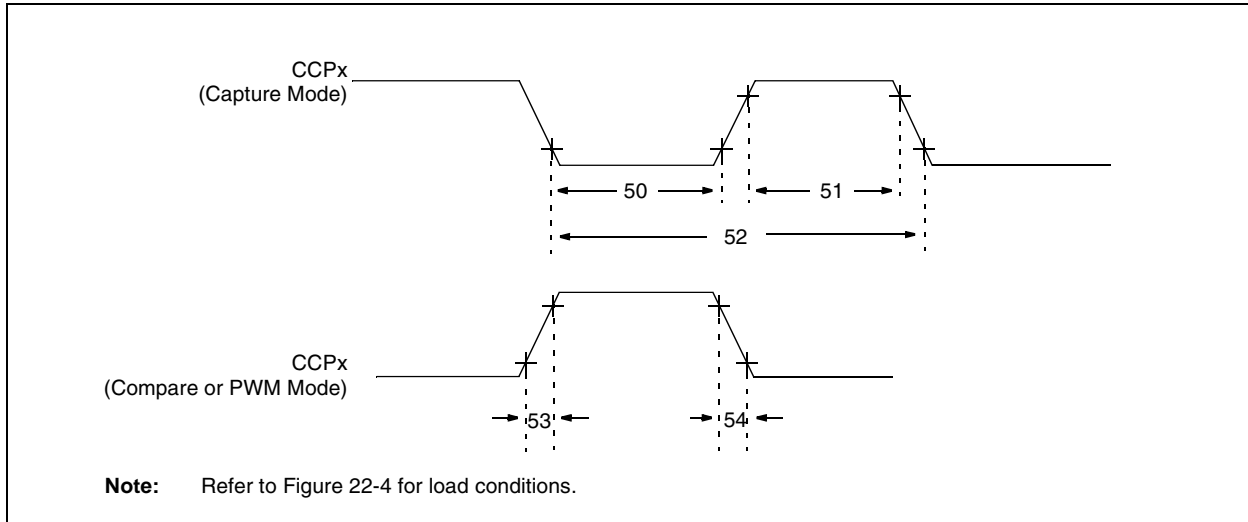 CCPx
(Capture Mode)
50
51
52
CCPx
(Compare or PWM Mode)
53
54
Note: Refer to Figure 22-4 for load conditions.